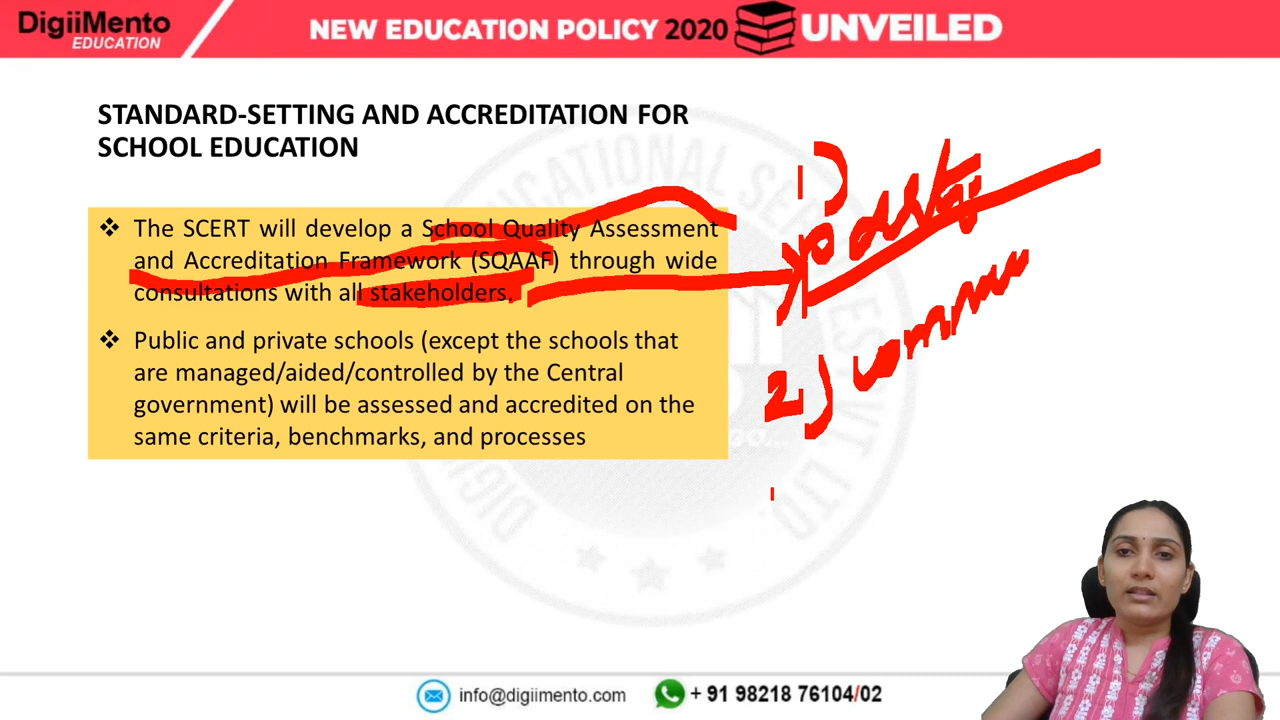 DigiiMento
EDUCATION
NEW EDUCATION POLICY 2020 UNVEILED
STANDARD-SETTING AND ACCREDITATION FOR
SCHOOL EDUCATION
❖ The SCERT will develop a School Quality Assessment
and Accreditation Framework (SQAAF) through wide
consultations with all stakeholders.
❖ Public and private schools (except the schools that
are managed/aided/controlled by the Central
government) will be assessed and accredited on the
same criteria, benchmarks, and processes
1)
2) commu
info@digiimento.com
+ 91 98218 76104/02